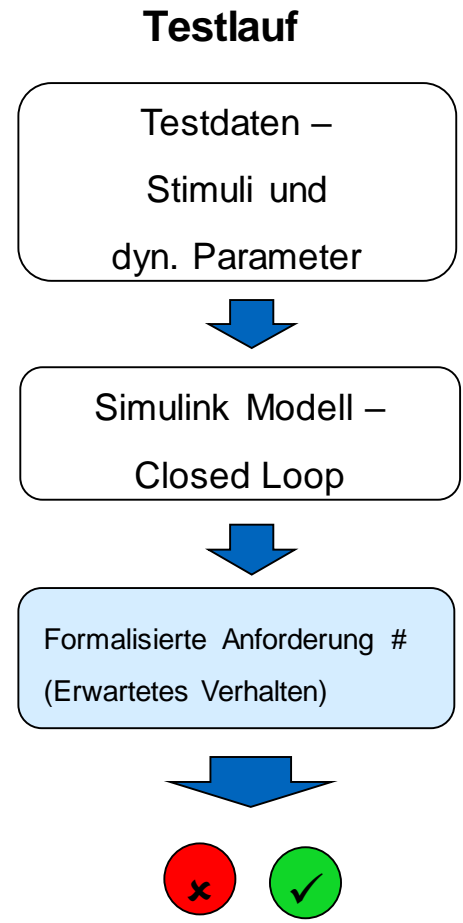 Testlauf
Testdaten –
Stimuli und
dyn. Parameter
Simulink Modell –
Closed Loop
Formalisierte Anforderung #
(Erwartetes Verhalten)